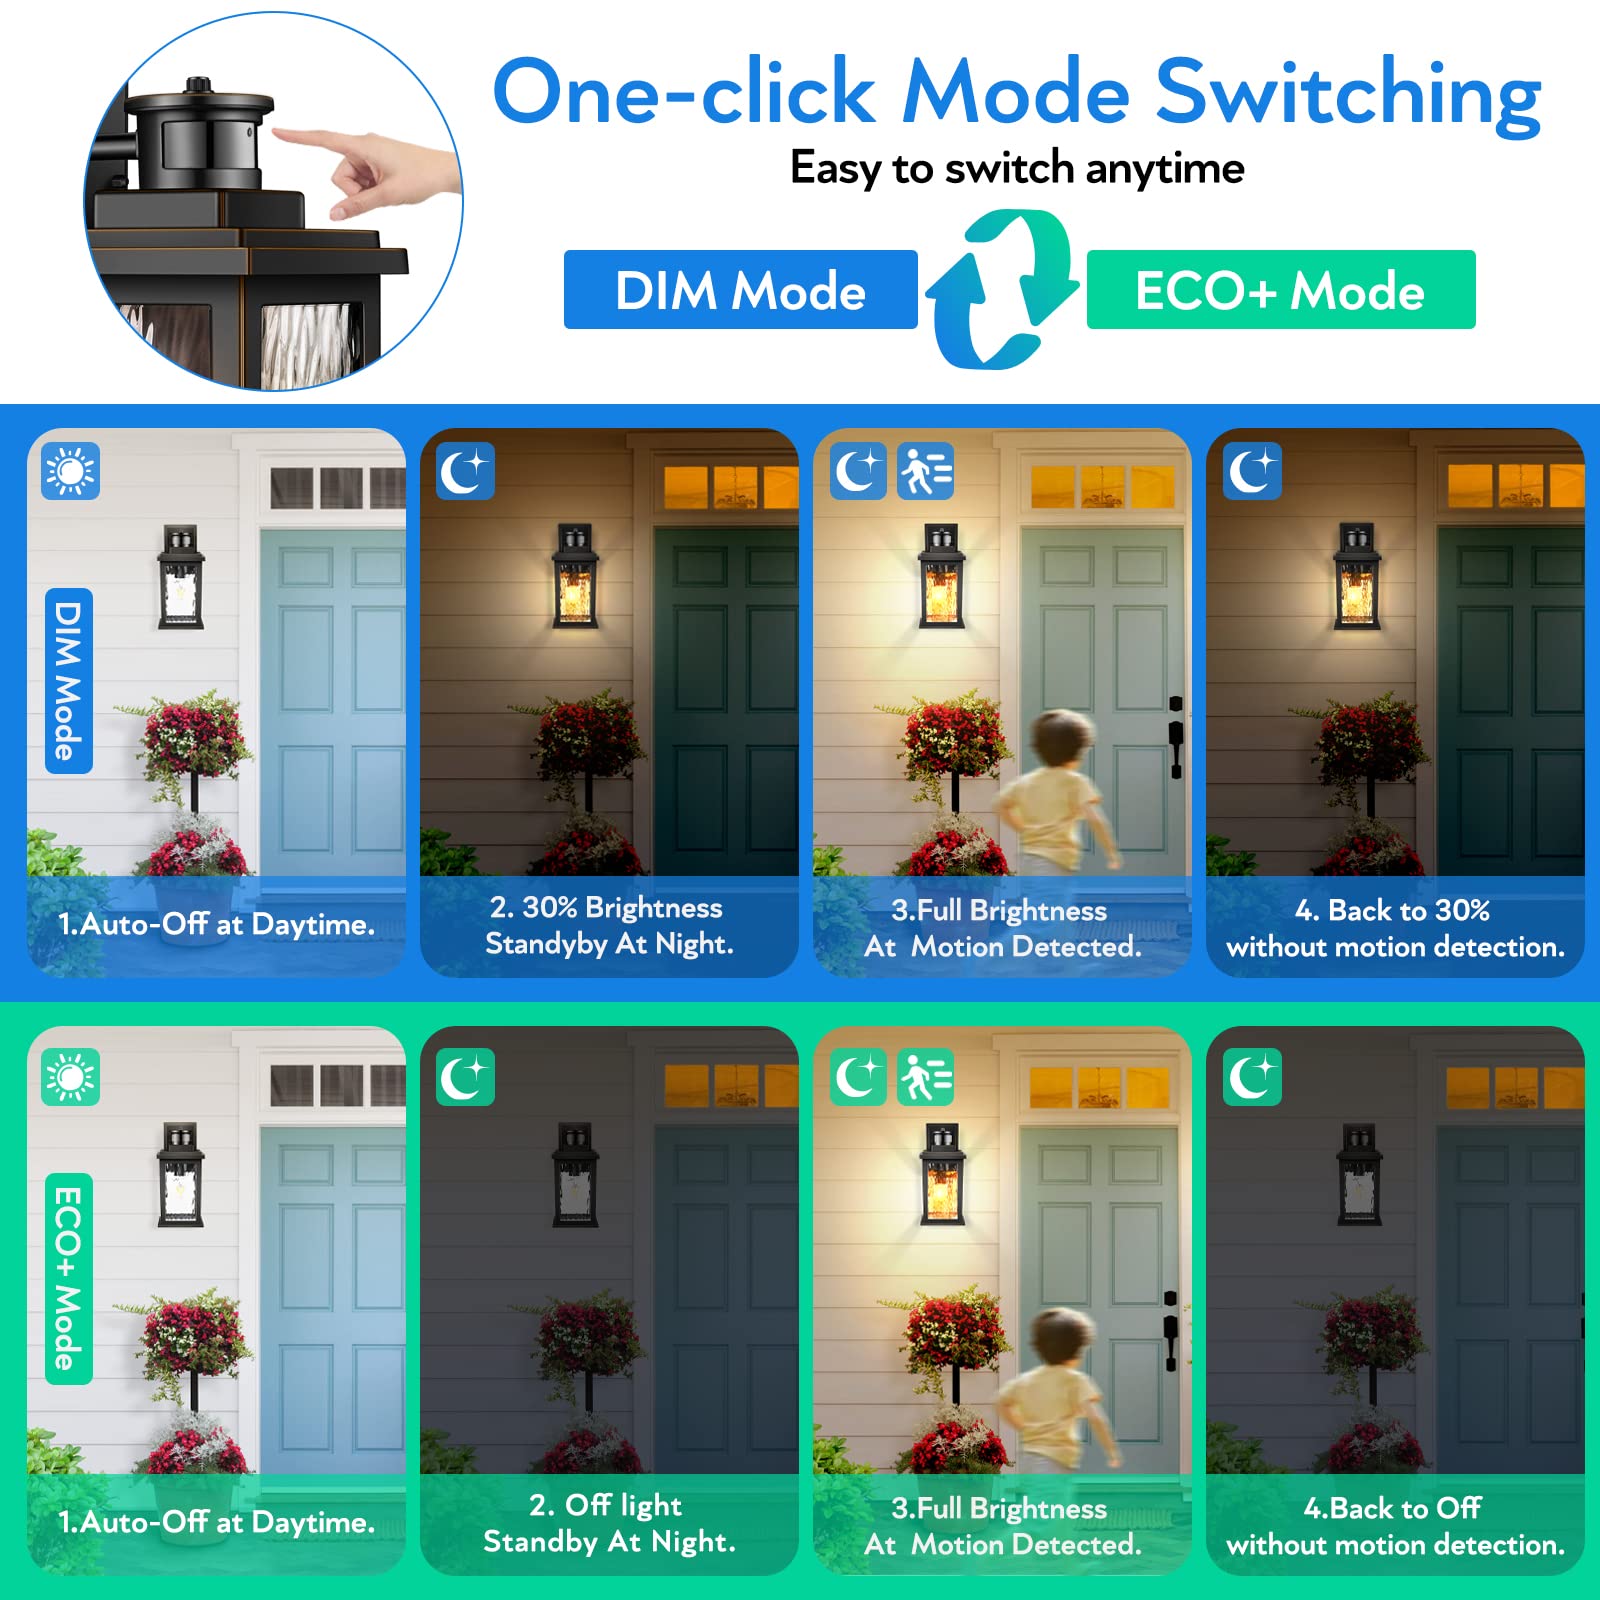 One-click Mode Switching
Easy to switch anytime
DIM Mode
ECO+ Mode
DIM Mode
1.Auto-Off at Daytime.
2. 30% Brightness
Standyby At Night.
3.Full Brightness
At Motion Detected.
4. Back to 30%
without motion detection.
ECO+ Mode
1.Auto-Off at Daytime.
2. Off light
Standby At Night.
3.Full Brightness
At Motion Detected.
4.Back to Off
without motion detection.